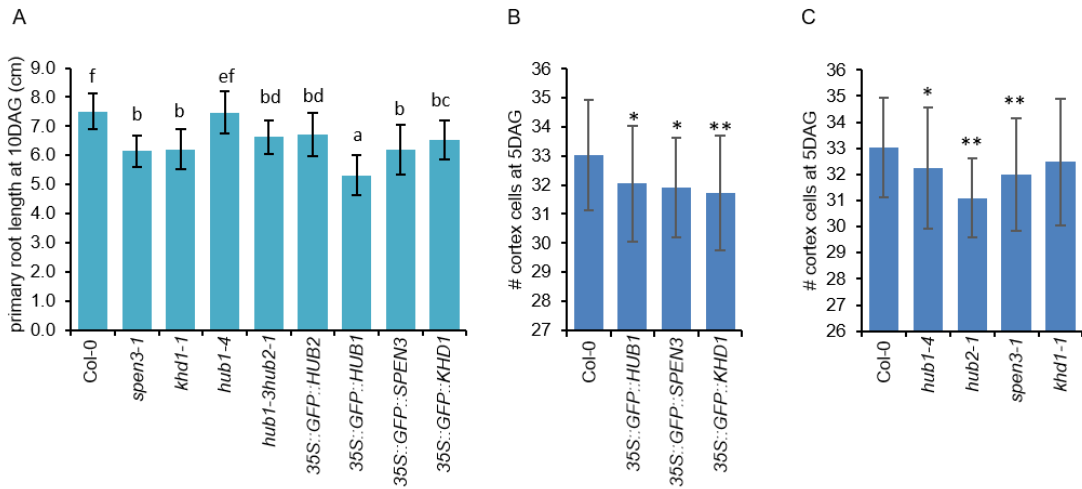 A
primary root length at 10DAG (cm)
9.0
8.0
7.0
6.0
5.0
4.0
3.0
2.0
1.0
0.0
f
b
b
ef
bd
bd
a
b
bc
Col-0
spen3-1
khd1-1
hub1-4
hub1-3hub2-1
35S::GFP::HUB2
35S::GFP::HUB1
35S::GFP::SPEN3
35S::GFP::KHD1
B
# cortex cells at 5DAG
36
35
34
33
32
31
30
29
28
27
*
*
**
Col-0
35S::GFP::HUB1
35S::GFP::SPEN3
35S::GFP::KHD1
C
# cortex cells at 5DAG
36
35
34
33
32
31
30
29
28
27
26
*
**
**
Col-0
hub1-4
hub2-1
spen3-1
khd1-1